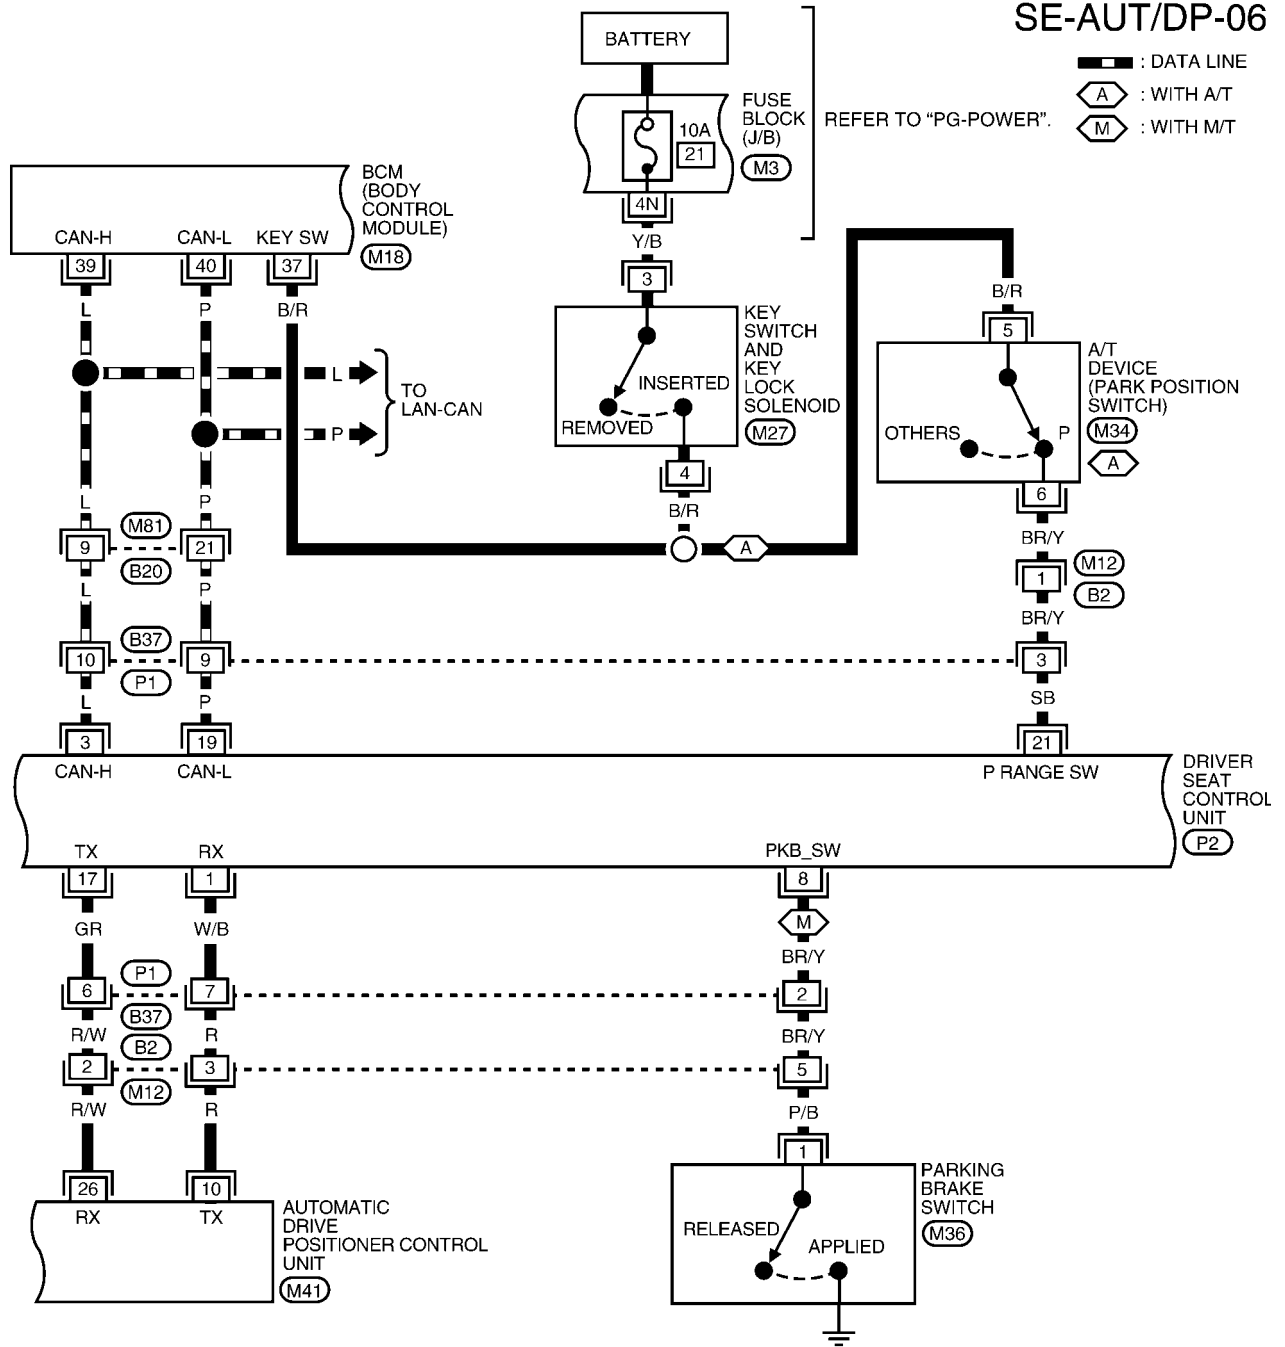 SE-AUT/DP-06
: DATA LINE
A : WITH A/T
M : WITH M/T
BATTERY
FUSE
BLOCK
(J/B)
M3
10A
21
REFER TO “PG-POWER”.
4N
Y/B
3
BCM
(BODY
CONTROL
MODULE)
M18
CAN-H
CAN-L
KEY SW
39
40
37
L
P
B/R
L
P
TO
LAN-CAN
KEY
SWITCH
AND
KEY
LOCK
SOLENOID
M27
INSERTED
REMOVED
4
B/R
A
B/R
5
A/T
DEVICE
(PARK POSITION
SWITCH)
M34
A
OTHERS
P
6
BR/Y
1
M12
B2
BR/Y
3
SB
21
L
P
9
M81
B20
21
L
P
10
B37
P1
9
L
P
3
19
CAN-H
CAN-L
P RANGE SW
DRIVER
SEAT
CONTROL
UNIT
P2
TX
RX
PKB_SW
17
1
8
GR
W/B
M
BR/Y
6
P1
B37
7
2
R/W
R
BR/Y
2
B2
M12
3
5
R/W
R
P/B
26
10
1
RX
TX
AUTOMATIC
DRIVE
POSITIONER CONTROL
UNIT
M41
PARKING
BRAKE
SWITCH
M36
RELEASED
APPLIED